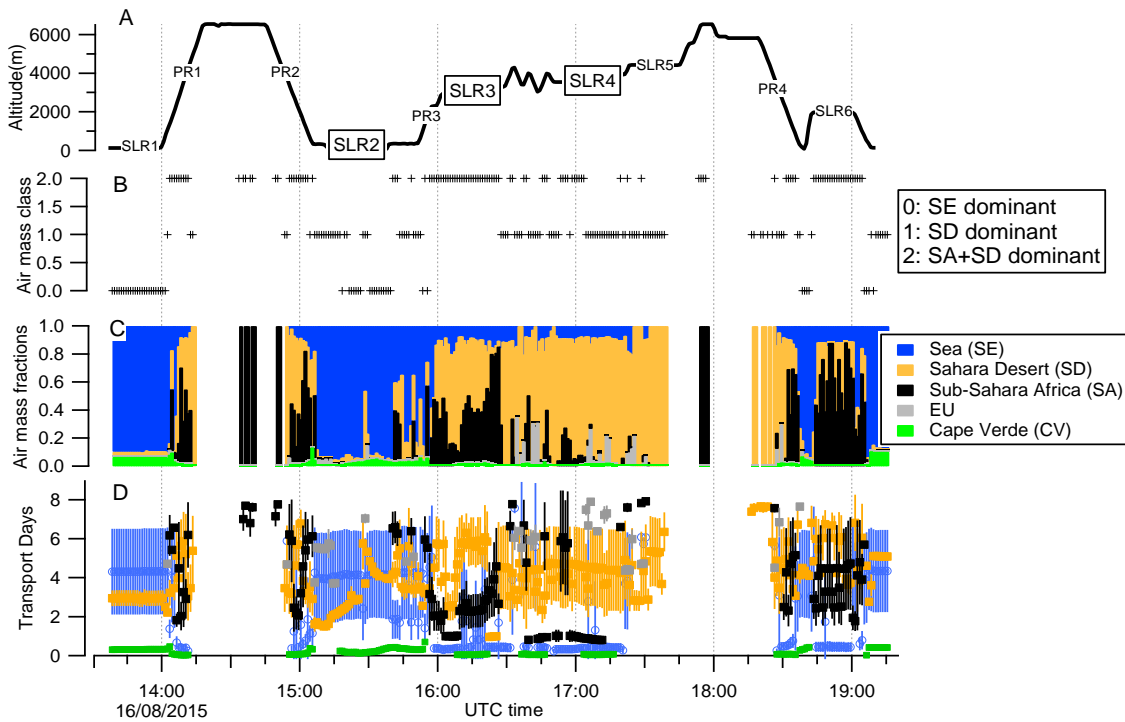 A
Altitude(m)
6000
4000
2000
0
SLR1
PR1
PR2
SLR2
PR3
SLR3
SLR4
SLR5
PR4
SLR6
B
Air mass class
2.0
1.5
1.0
0.5
0.0
0: SE dominant
1: SD dominant
2: SA+SD dominant
C
Air mass fractions
1.0
0.8
0.6
0.4
0.2
0.0
Sea (SE)
Sahara Desert (SD)
Sub-Sahara Africa (SA)
EU
Cape Verde (CV)
D
Transport Days
8
6
4
2
0
14:00 15:00 16:00 17:00 18:00 19:00
16/08/2015
UTC time